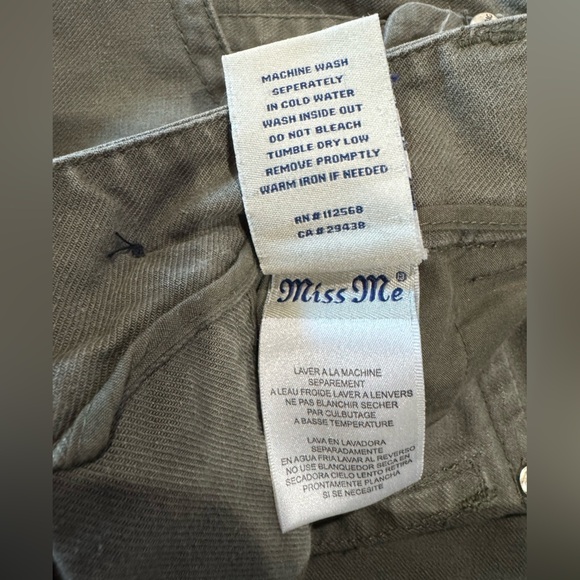 MACHINE WASH
SEPERATELY
IN COLD WATER
WASH INSIDE OUT
DO NOT BLEACH
TUMBLE DRY LOW
REMOVE PROMPTLY
WARM IRON IF NEEDED
RN# 112568
CA# 29438
Miss Me®
LAVER A LA MACHINE
SEPAREMENT
A LEAU FROIDE LAVER A LENVERS
NE PAS BLANCHIR SECHER
PAR CULBUTAGE
A BASSE TEMPERATURE
LAVA EN LAVADORA
SEPARADAMENTE
EN AGUA FRIA LAVAR AL REVERSO
NO USE BLANQUEDOR SECA EN
SECADORA CIELO LENTO RETIRA
PRONTAMENTE PLANCHA
SI SE NECESITE